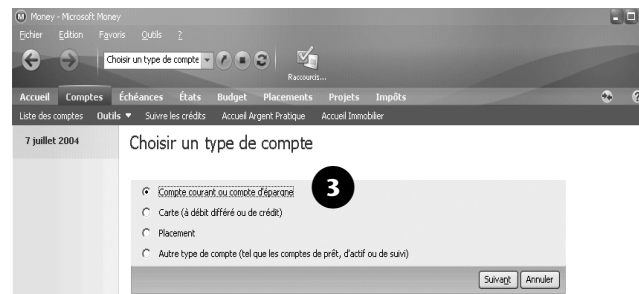 Money - Microsoft Money
Fichier Edition Favoris Outils ?
Choisir un type de compte
Raccourcis...
Accueil Comptes Échéances États Budget Placements Projets Impôts
Liste des comptes Outils Suivre les crédits Accueil Argent Pratique Accueil Immobilier
7 juillet 2004
Choisir un type de compte
Compte courant ou compte d'épargne
3
Carte (à débit différé ou de crédit)
Placement
Autre type de compte (tel que les comptes de prêt, d'actif ou de suivi)
Suivant Annuler